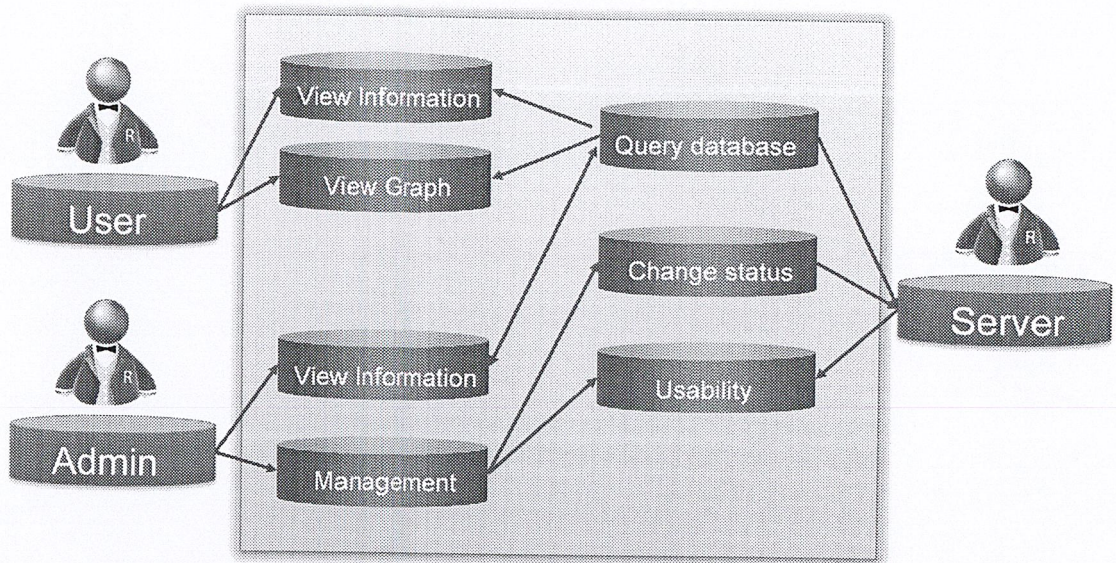 View Information
Query database
R
View Graph
User
R
Change status
Server
R
View Information
Usability
Admin
Management